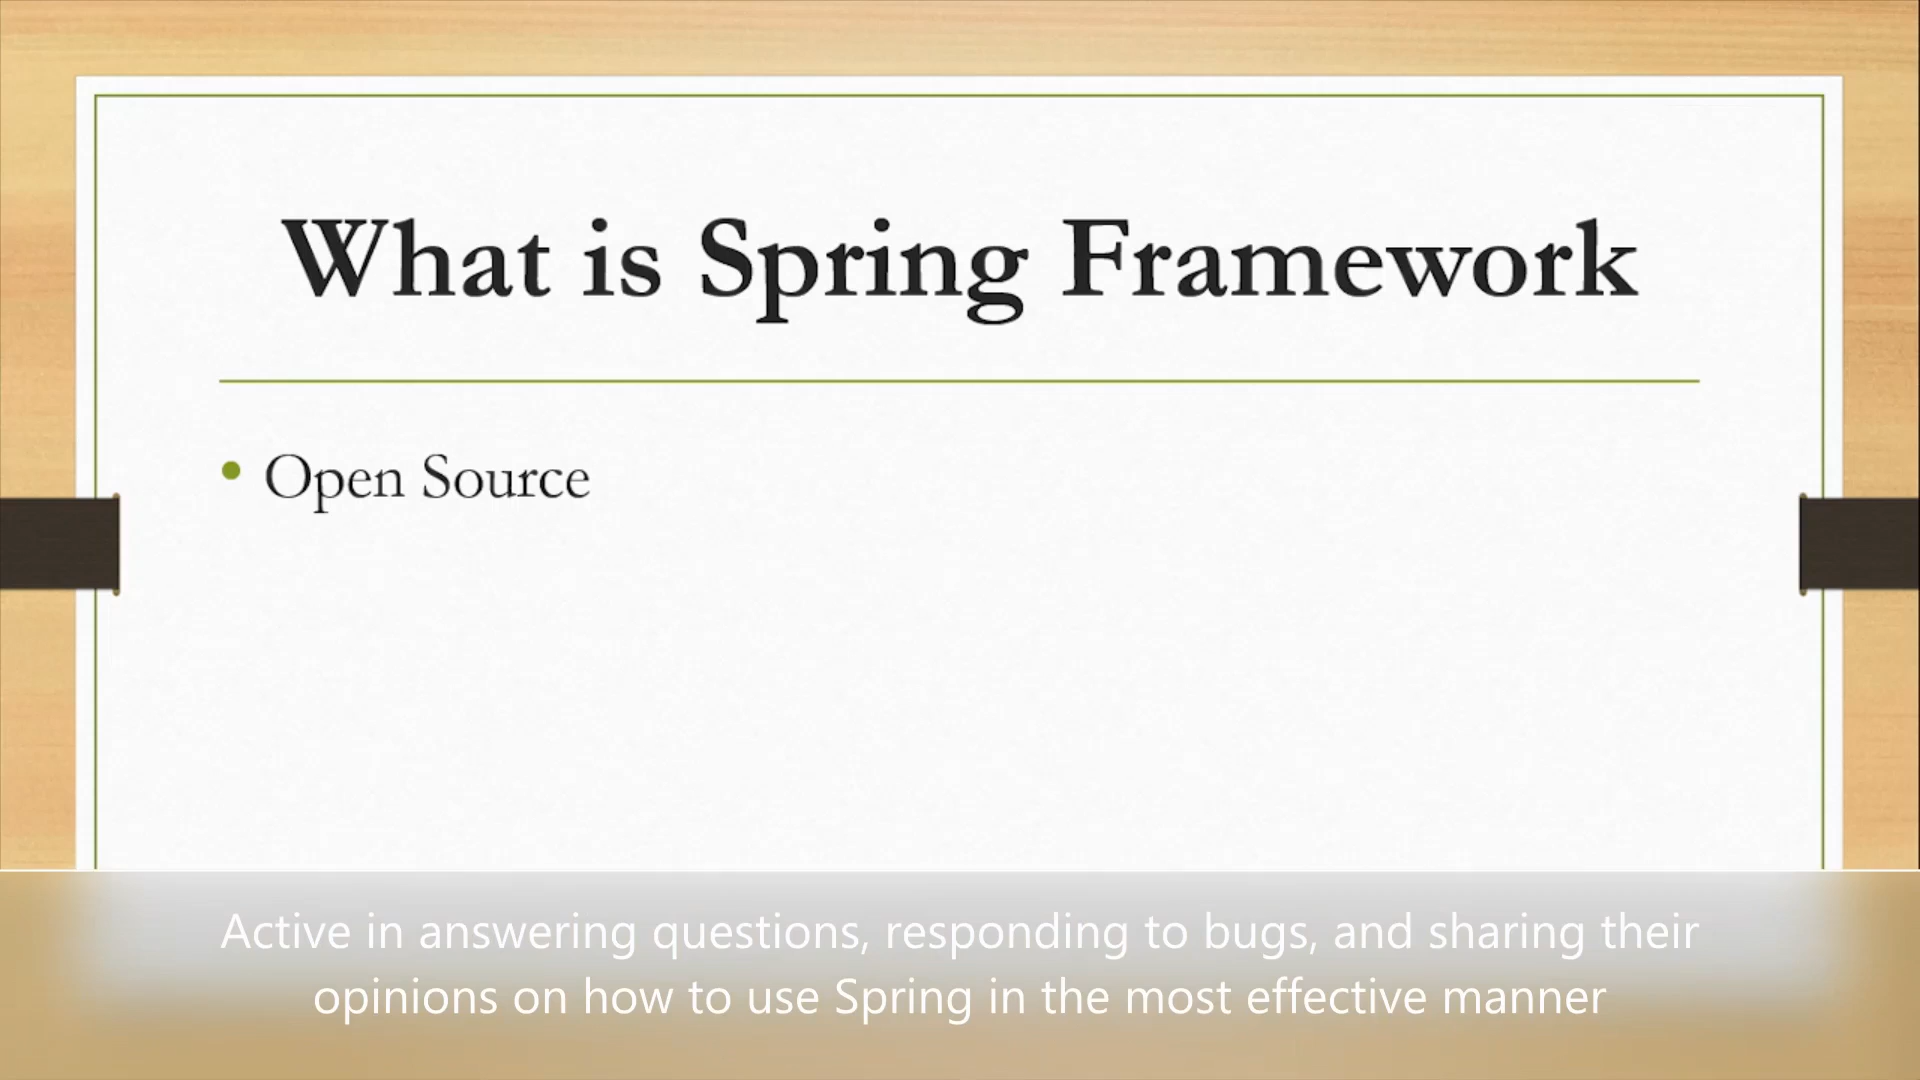 What is Spring Framework
• Open Source
Active in answering questions, responding to bugs, and sharing their
opinions on how to use Spring in the most effective manner